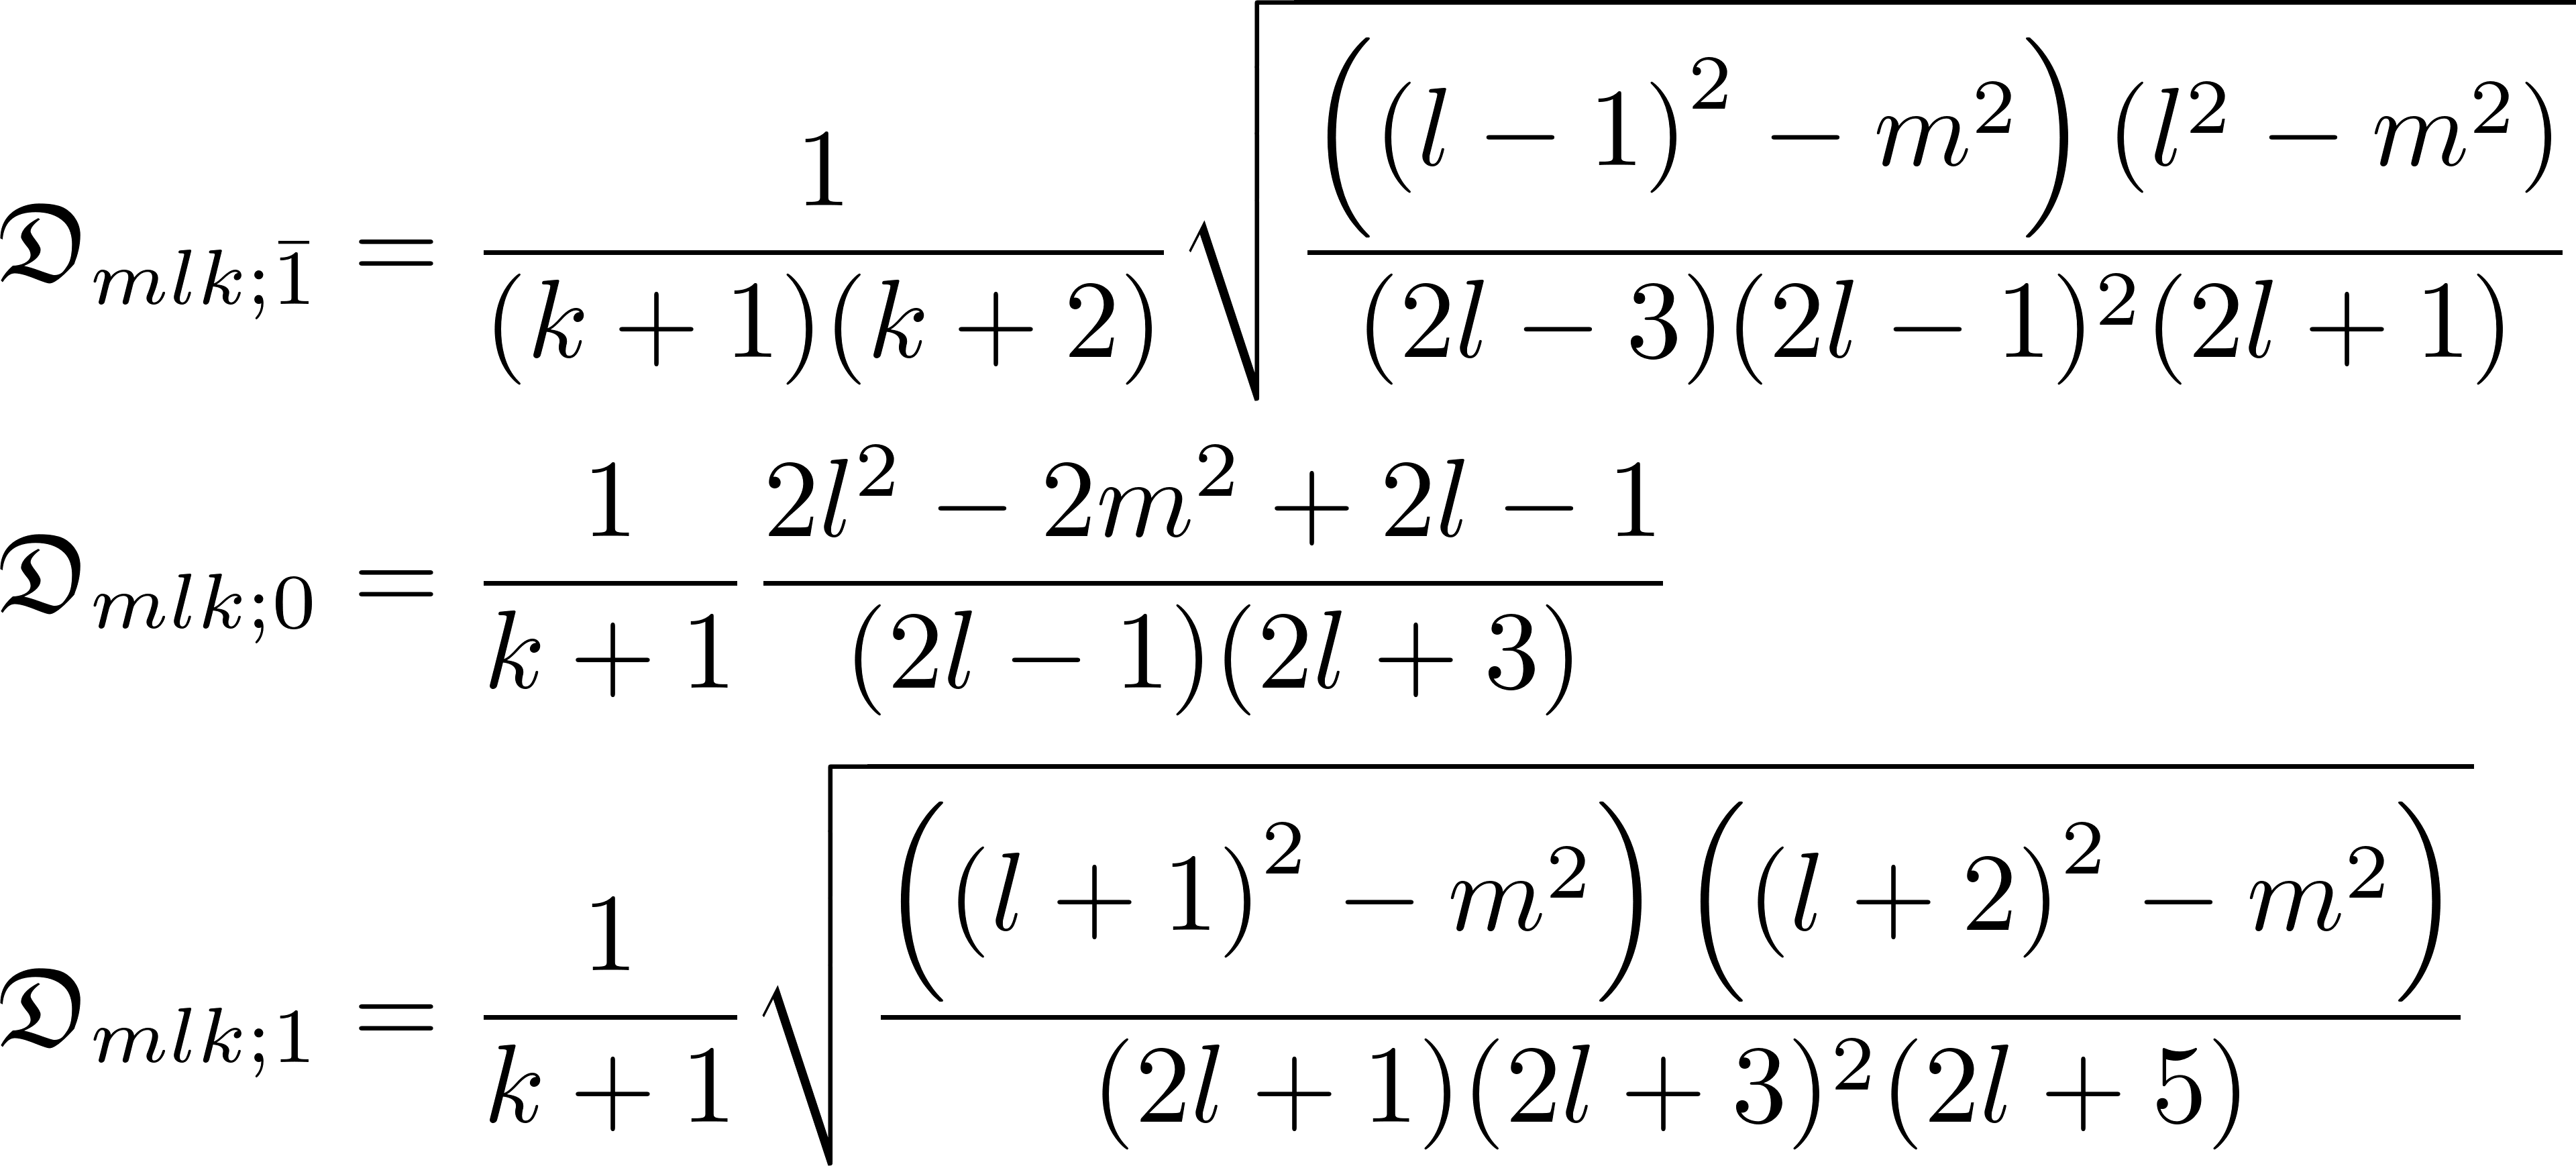 \mathfrak{D}_{mlk;\bar{1}} = \frac{1}{(k+1)(k+2)} \sqrt{\frac{\left((l-1)^2 - m^2\right)(l^2 - m^2)}{(2l-3)(2l-1)^2(2l+1)}}
\mathfrak{D}_{mlk;0} = \frac{1}{k+1} \frac{2l^2 - 2m^2 + 2l - 1}{(2l-1)(2l+3)}
\mathfrak{D}_{mlk;1} = \frac{1}{k+1} \sqrt{\frac{\left((l+1)^2 - m^2\right)\left((l+2)^2 - m^2\right)}{(2l+1)(2l+3)^2(2l+5)}}